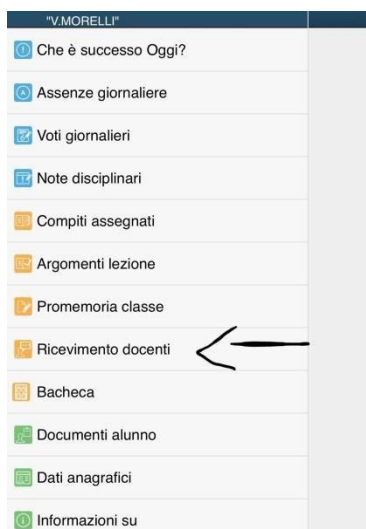 "V.MORELLI"
Che è successo Oggi?
Assenze giornaliere
Voti giornalieri
Note disciplinari
Compiti assegnati
Argomenti lezione
Promemoria classe
Ricevimento docenti
Bacheca
Documenti alunno
Dati anagrafici
Informazioni su